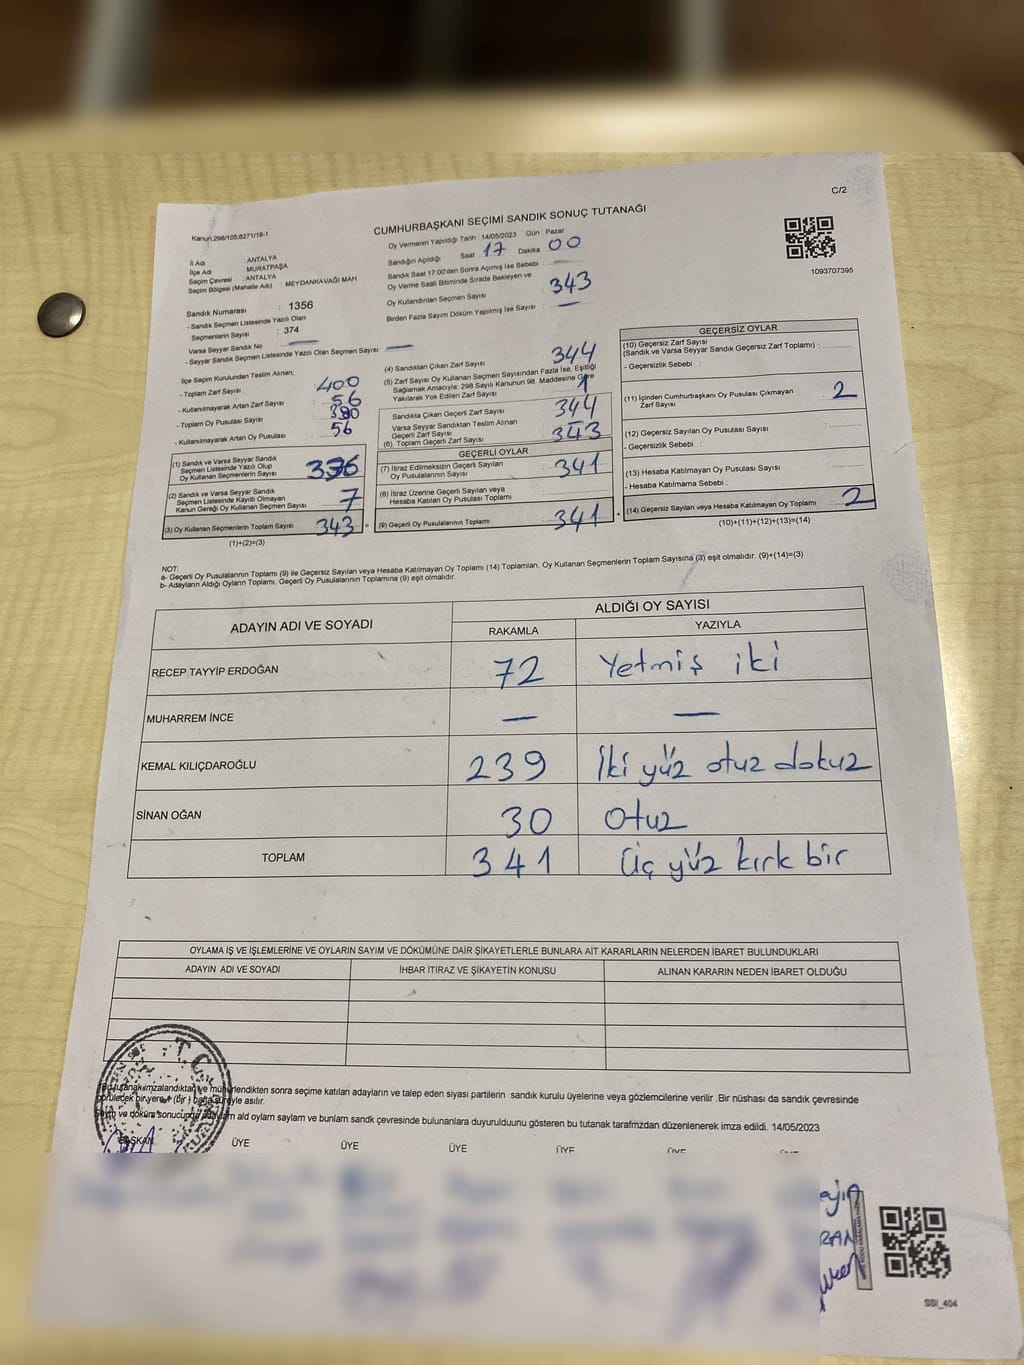 C/2
Kanun:298/105;6271/18-1
CUMHURBAŞKANI SEÇİMİ SANDIK SONUÇ TUTANAĞI
1093707395
İl Adı : ANTALYA
İlçe Adı : MURATPAŞA
Seçim Çevresi : ANTALYA
Seçim Bölgesi (Mahalle Adı) : MEYDANKAVAĞI MAH.
Oy Vermenin Yapıldığı Tarih : 14/05/2023 Gün : Pazar
Sandığın Açıldığı Saat 17 Dakika 00
Sandık Saat 17:00'den Sonra Açımış İse Sebebi
Oy Verme Saati Bitiminde Sırada Bekleyen ve
Oy Kullandırılan Seçmen Sayısı 343
Birden Fazla Sayım Döküm Yapılmış İse Sayısı : —
Sandık Numarası : 1356
- Sandık Seçmen Listesinde Yazılı Olan
Seçmenlerin Sayısı : 374
Varsa Seyyar Sandık No : —
- Seyyar Sandık Seçmen Listesinde Yazılı Olan Seçmen Sayısı : —
İlçe Seçim Kurulundan Teslim Alınan;
- Toplam Zarf Sayısı 400
- Kullanılmayarak Artan Zarf Sayısı 56
- Toplam Oy Pusulası Sayısı
- Kullanılmayarak Artan Oy Pusulası 56
(1) Sandık ve Varsa Seyyar Sandık
Seçmen Listesinde Yazılı Olup
Oy Kullanan Seçmenlerin Sayısı 336
(2) Sandık ve Varsa Seyyar Sandık
Seçmen Listesinde Kayıtlı Olmayan
Kanun Gereği Oy Kullanan Seçmen Sayısı 7
(3) Oy Kullanan Seçmenlerin Toplam Sayısı 343 =
(1)+(2)=(3)
(4) Sandıktan Çıkan Zarf Sayısı 344
(5) Zarf Sayısı Oy Kullanan Seçmen Sayısından Fazla İse, Eşitliği
Sağlamak Amacıyla; 298 Sayılı Kanunun 98. Maddesine Göre
Yakılarak Yok Edilen Zarf Sayısı : 1
Sandıkta Çıkan Geçerli Zarf Sayısı : 344
Varsa Seyyar Sandıktan Teslim Alınan
Geçerli Zarf Sayısı
(6) Toplam Geçerli Zarf Sayısı : 343
GEÇERLİ OYLAR
(7) İtiraz Edilmeksizin Geçerli Sayılan
Oy Pusulalarının Sayısı : 341
(8) İtiraz Üzerine Geçerli Sayılan veya
Hesaba Katılan Oy Pusulası Toplamı
(9) Geçerli Oy Pusulalarının Toplamı : 341 +
GEÇERSİZ OYLAR
(10) Geçersiz Zarf Sayısı
(Sandık ve Varsa Seyyar Sandık Geçersiz Zarf Toplamı) :
- Geçersizlik Sebebi :
(11) İçinden Cumhurbaşkanı Oy Pusulası Çıkmayan
Zarf Sayısı 2
(12) Geçersiz Sayılan Oy Pusulası Sayısı
- Geçersizlik Sebebi :
(13) Hesaba Katılmayan Oy Pusulası Sayısı
- Hesaba Katılmama Sebebi :
(14) Geçersiz Sayılan veya Hesaba Katılmayan Oy Toplamı : 2
(10)+(11)+(12)+(13)=(14)
NOT:
a- Geçerli Oy Pusulalarının Toplamı (9) ile Geçersiz Sayılan veya Hesaba Katılmayan Oy Toplamı (14) Toplamları, Oy Kullanan Seçmenlerin Toplam Sayısına (3) eşit olmalıdır. (9)+(14)=(3)
b- Adayların Aldığı Oyların Toplamı, Geçerli Oy Pusulalarının Toplamına (9) eşit olmalıdır.
ADAYIN ADI VE SOYADI ALDIĞI OY SAYISI
RAKAMLA YAZIYLA
RECEP TAYYİP ERDOĞAN 72 Yetmiş iki
MUHARREM İNCE — —
KEMAL KILIÇDAROĞLU 239 İki yüz otuz dokuz
SİNAN OĞAN 30 Otuz
TOPLAM 341 Üç yüz kırk bir
OYLAMA İŞ VE İŞLEMLERİNE VE OYLARIN SAYIM VE DÖKÜMÜNE DAİR ŞİKAYETLERLE BUNLARA AİT KARARLARIN NELERDEN İBARET BULUNDUKLARI
ADAYIN ADI VE SOYADI İHBAR İTİRAZ VE ŞİKAYETİN KONUSU ALINAN KARARIN NEDEN İBARET OLDUĞU
T.C.
Bu tutanak imzalandıktan ve mühürlendikten sonra seçime katılan adayların ve talep eden siyasi partilerin sandık kurulu üyelerine veya gözlemcilerine verilir .Bir nüshası da sandık çevresinde
görülecek bir yere 1 (bir) hafta süreyle asılır.
Sayım ve döküm sonucunda ald oylarn saylarn ve bunlarn sandk çevresinde bulunanlara duyurulduunu gösteren bu tutanak tarafmzdan düzenlenerek imza edildi. 14/05/2023
BAŞKAN ÜYE ÜYE ÜYE ÜYE ÜYE ÜYE
SSI_404